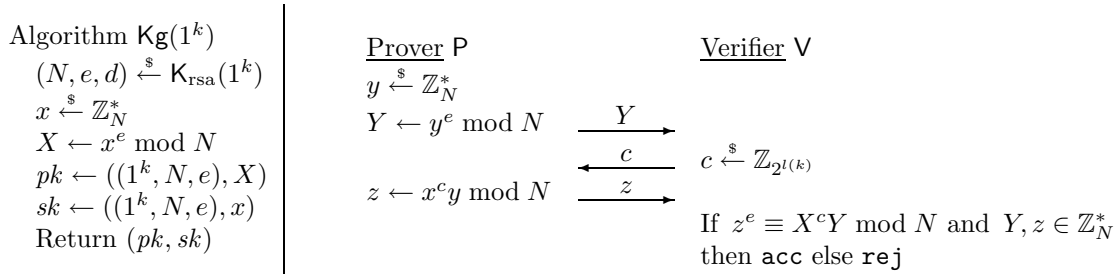 Algorithm Kg(1^k)
(N, e, d) ←$ K_rsa(1^k)
x ←$ ℤ*_N
X ← x^e mod N
pk ← ((1^k, N, e), X)
sk ← ((1^k, N, e), x)
Return (pk, sk)
Prover P Verifier V
y ←$ ℤ*_N
Y ← y^e mod N Y
c c ←$ ℤ_{2^{l(k)}}
z ← x^c y mod N z
If z^e ≡ X^c Y mod N and Y, z ∈ ℤ*_N
then acc else rej